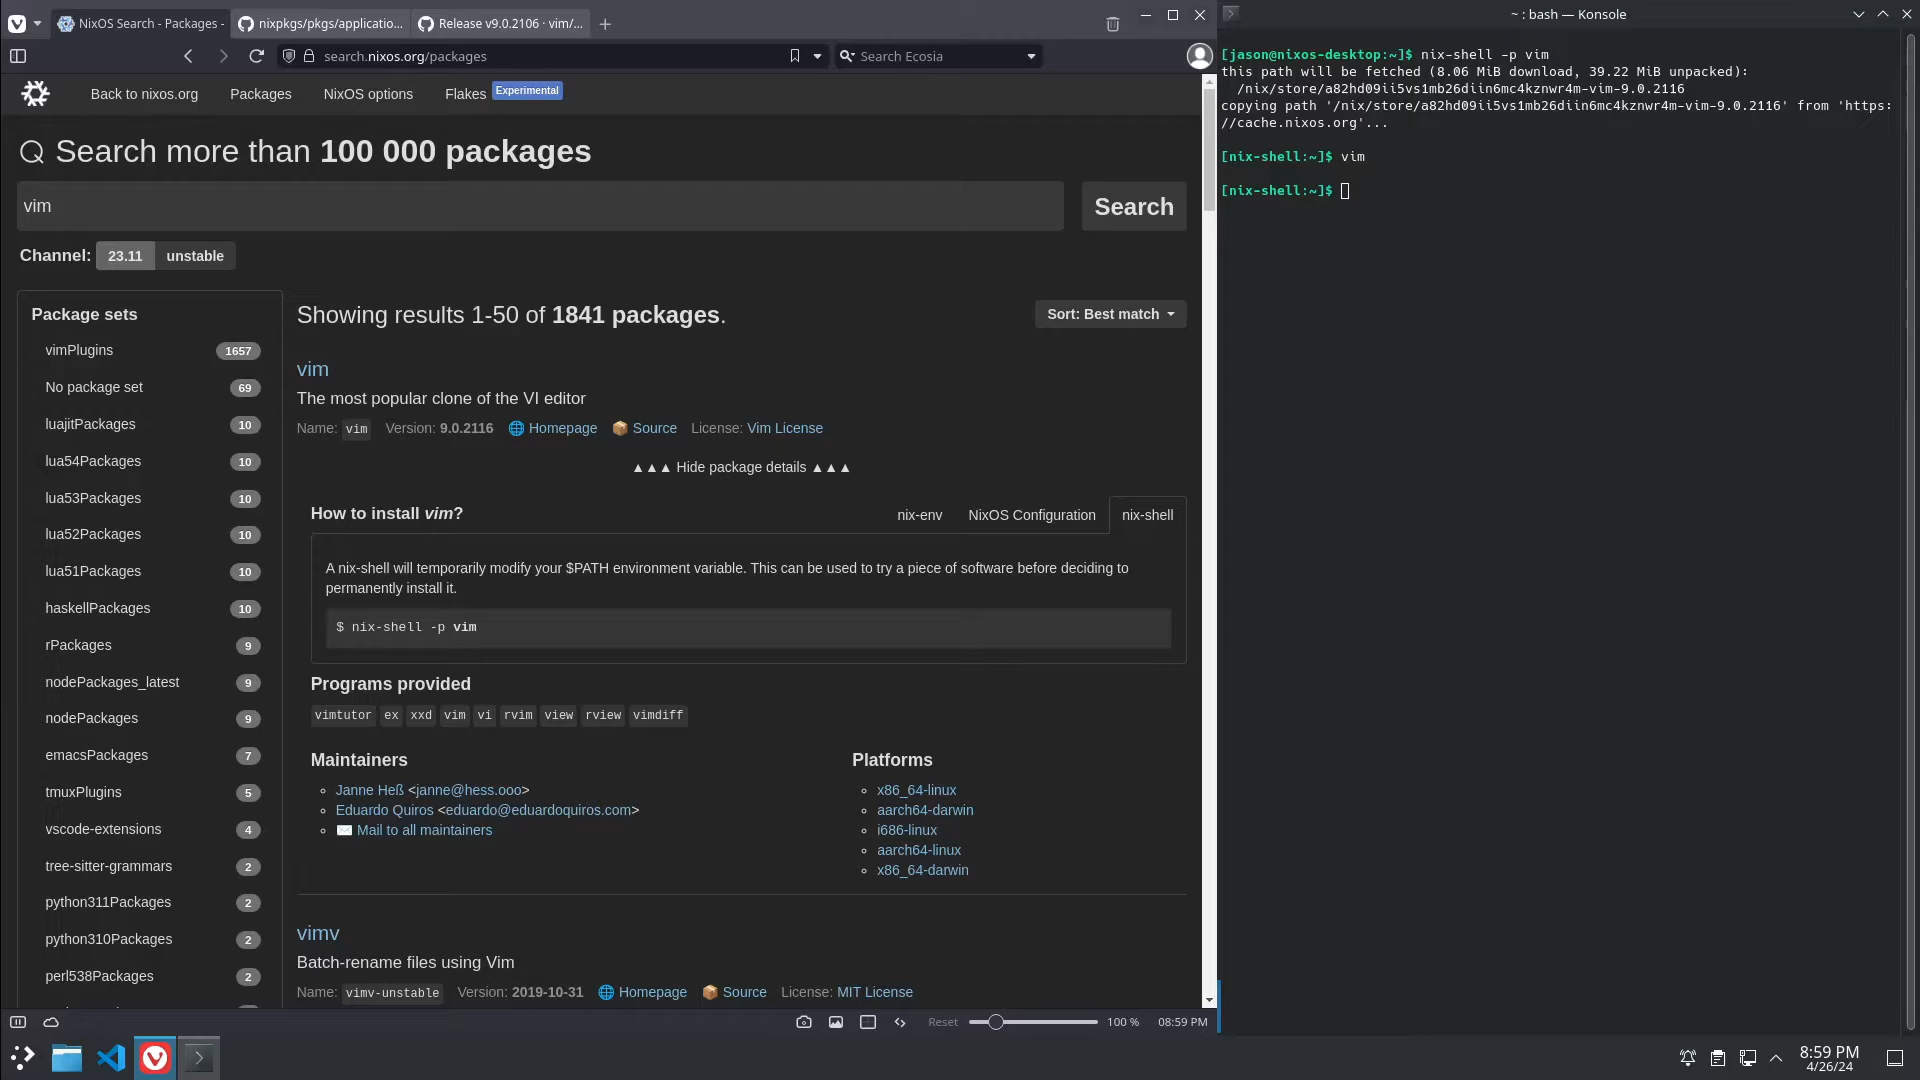 NixOS Search - Packages -
nixpkgs/pkgs/applicatio...
Release v9.0.2106 · vim/...
search.nixos.org/packages
Search Ecosia
Back to nixos.org
Packages
NixOS options
Flakes
Experimental
Search more than 100 000 packages
vim
Search
Channel:
23.11
unstable
Package sets
vimPlugins 1657
No package set 69
luajitPackages 10
lua54Packages 10
lua53Packages 10
lua52Packages 10
lua51Packages 10
haskellPackages 10
rPackages 9
nodePackages_latest 9
nodePackages 9
emacsPackages 7
tmuxPlugins 5
vscode-extensions 4
tree-sitter-grammars 2
python311Packages 2
python310Packages 2
perl538Packages 2
Showing results 1-50 of 1841 packages.
Sort: Best match
vim
The most popular clone of the VI editor
Name: vim Version: 9.0.2116 Homepage Source License: Vim License
▲▲▲ Hide package details ▲▲▲
How to install vim?
nix-env
NixOS Configuration
nix-shell
A nix-shell will temporarily modify your $PATH environment variable. This can be used to try a piece of software before deciding to
permanently install it.
$ nix-shell -p vim
Programs provided
vimtutor ex xxd vim vi rvim view rview vimdiff
Maintainers
Janne Heß <janne@hess.ooo>
Eduardo Quiros <eduardo@eduardoquiros.com>
Mail to all maintainers
Platforms
x86_64-linux
aarch64-darwin
i686-linux
aarch64-linux
x86_64-darwin
vimv
Batch-rename files using Vim
Name: vimv-unstable Version: 2019-10-31 Homepage Source License: MIT License
Reset
100 %
08:59 PM
~ : bash — Konsole
[jason@nixos-desktop:~]$ nix-shell -p vim
this path will be fetched (8.06 MiB download, 39.22 MiB unpacked):
/nix/store/a82hd09ii5vs1mb26diin6mc4kznwr4m-vim-9.0.2116
copying path '/nix/store/a82hd09ii5vs1mb26diin6mc4kznwr4m-vim-9.0.2116' from 'https:
//cache.nixos.org'...
[nix-shell:~]$ vim
[nix-shell:~]$
8:59 PM
4/26/24